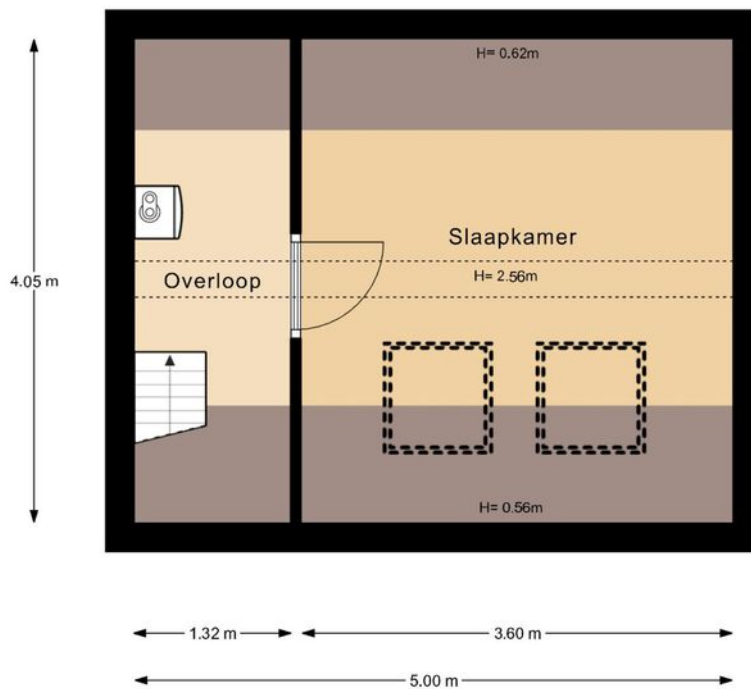 H= 0.62m
Slaapkamer
H= 2.56m
Overloop
4.05 m
H= 0.56m
1.32 m
3.60 m
5.00 m